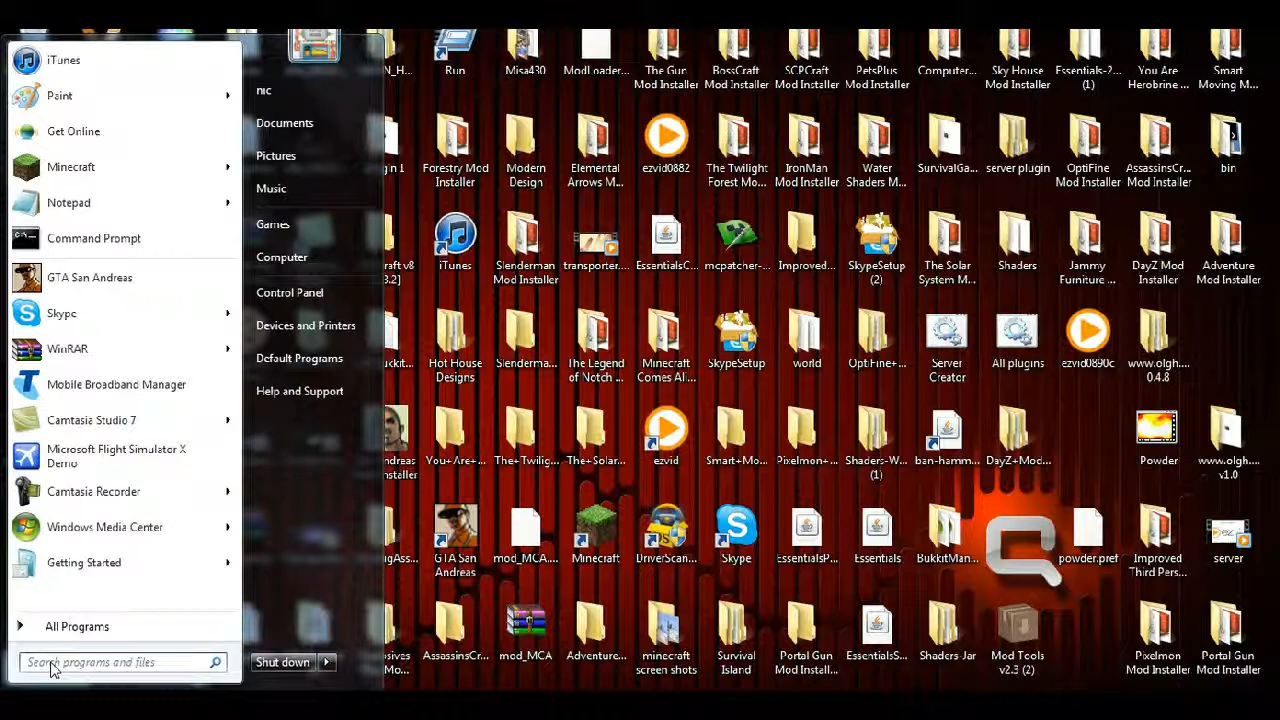 iTunes
Paint
Get Online
Minecraft
Notepad
Command Prompt
GTA San Andreas
Skype
WinRAR
Mobile Broadband Manager
Camtasia Studio 7
Microsoft Flight Simulator X
Demo
Camtasia Recorder
Windows Media Center
Getting Started
All Programs
Search programs and files
nic
Documents
Pictures
Music
Games
Computer
Control Panel
Devices and Printers
Default Programs
Help and Support
Shut down
Run
Misa430
ModLoader...
The Gun
Mod Installer
BossCraft
Mod Installer
SCPCraft
Mod Installer
PetsPlus
Mod Installer
Computer...
Sky House
Mod Installer
Essentials-2...
(1)
You Are
Herobrine ...
Smart
Moving M...
Forestry Mod
Installer
Modern
Design
Elemental
Arrows M...
ezvid0882
The Twilight
Forest Mo...
IronMan
Mod Installer
Water
Shaders M...
SurvivalGa...
server plugin
OptiFine
Mod Installer
AssassinsCr...
Mod Installer
bin
iTunes
Slenderman
Mod Installer
transporter...
EssentialsC...
mcpatcher-...
Improved...
SkypeSetup
(2)
The Solar
System M...
Shaders
Jammy
Furniture ...
DayZ Mod
Installer
Adventure
Mod Installer
Hot House
Designs
Slenderma...
The Legend
of Notch ...
Minecraft
Comes Ali...
SkypeSetup
world
OptiFine+...
Server
Creator
All plugins
ezvid0890c
www.olgh....
0.4.8
You+Are+...
The+Twilig...
The+Solar...
ezvid
Smart+Mo...
Pixelmon+...
Shaders-W...
(1)
ban-hamm...
DayZ+Mod...
Powder
www.olgh....
v1.0
GTA San
Andreas
mod_MCA...
Minecraft
DriverScan...
Skype
EssentialsP...
Essentials
BukkitMan...
powder.pref
Improved
Third Pers...
server
AssassinsC...
mod_MCA
Adventure...
minecraft
screen shots
Survival
Island
Portal Gun
Mod Install...
EssentialsS...
Shaders-Jar
Mod Tools
v2.3 (2)
Pixelmon
Mod Installer
Portal Gun
Mod Installer